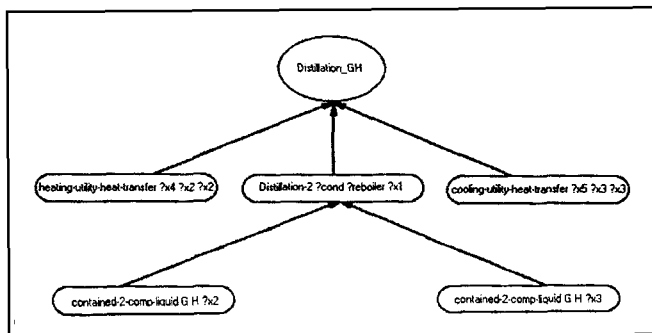 Distillation_GH
heating-utility-heat-transfer ?x4 ?x2 ?x2
Distillation-2 ?cond ?reboiler ?x1
cooling-utility-heat-transfer ?x5 ?x3 ?x3
contained-2-comp-liquid G H ?x2
contained-2-comp-liquid G H ?x3